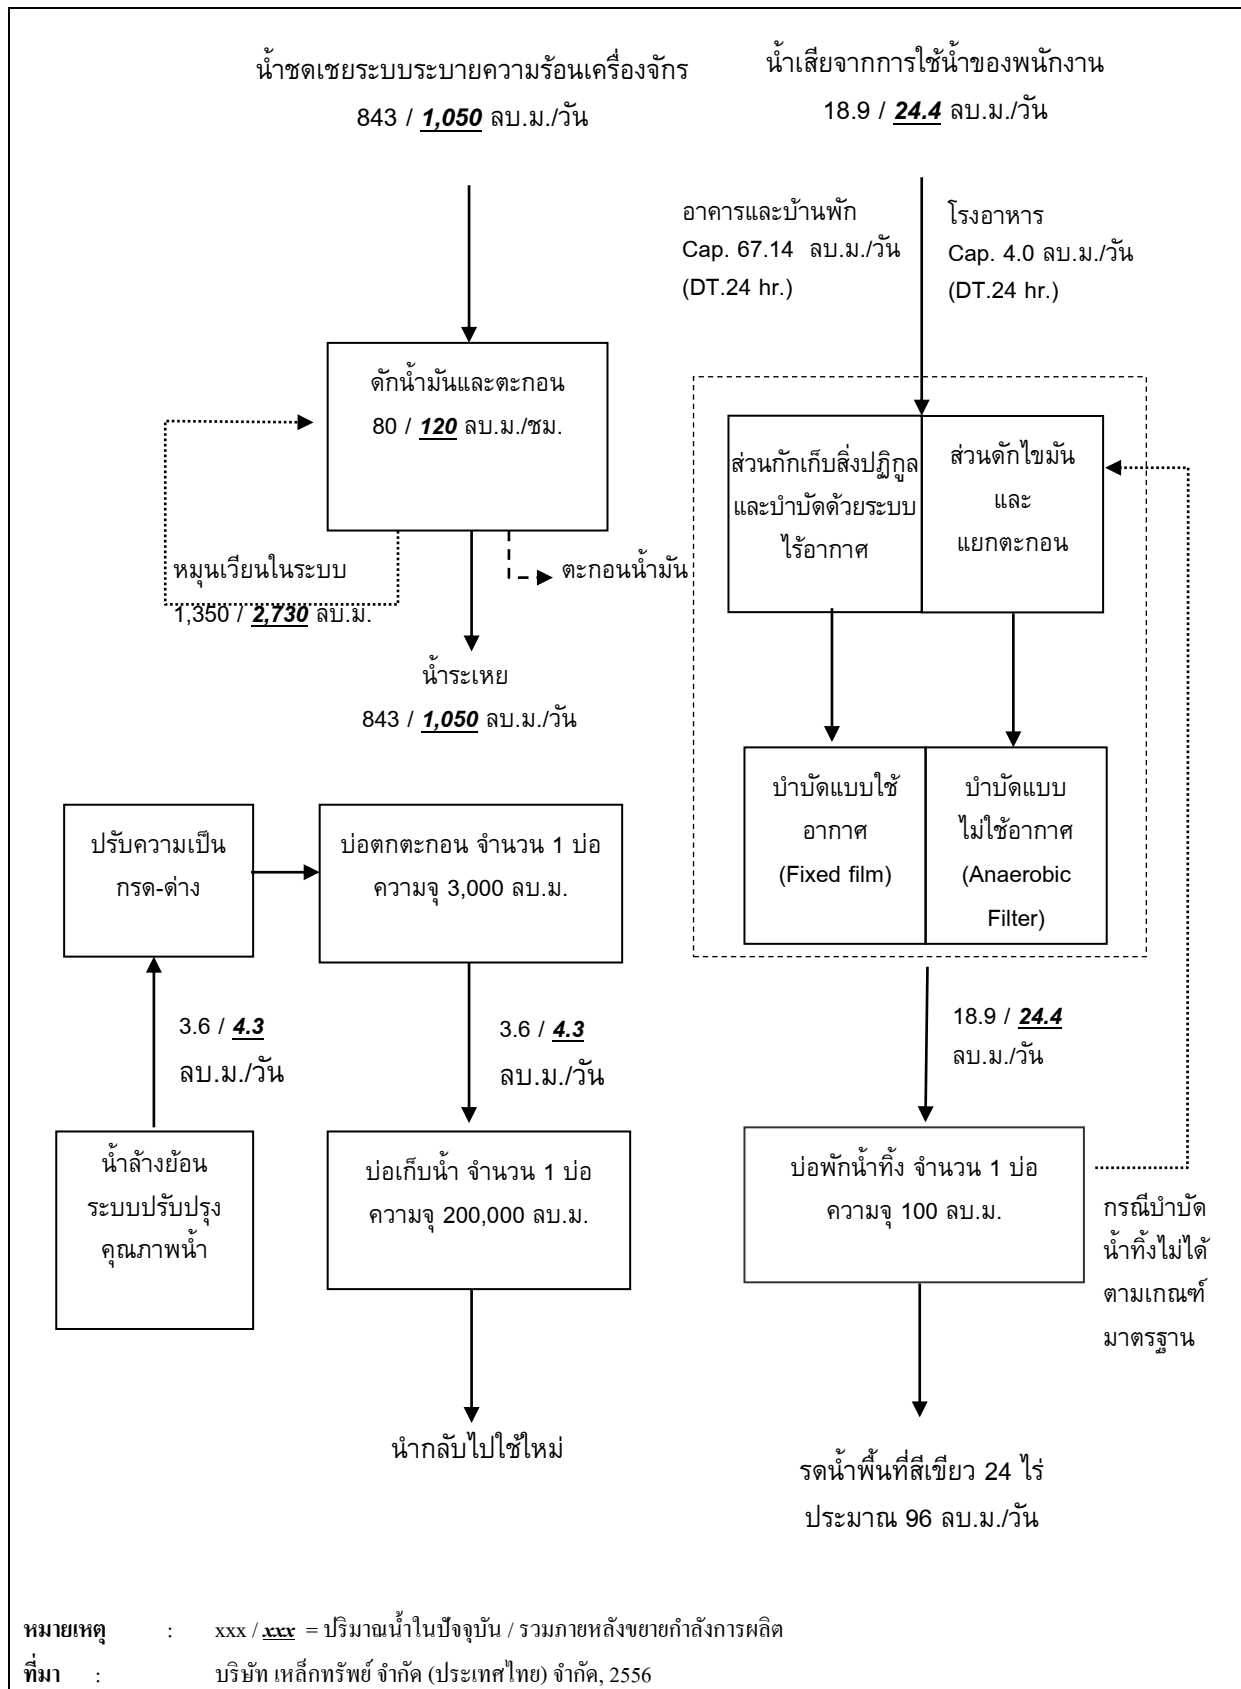 น้ำชดเชยระบบระบายความร้อนเครื่องจักร
843 / 1,050 ลบ.ม./วัน
น้ำเสียจากการใช้น้ำของพนักงาน
18.9 / 24.4 ลบ.ม./วัน
อาคารและบ้านพัก
Cap. 67.14 ลบ.ม./วัน
(DT.24 hr.)
โรงอาหาร
Cap. 4.0 ลบ.ม./วัน
(DT.24 hr.)
ดักน้ำมันและตะกอน
80 / 120 ลบ.ม./ชม.
หมุนเวียนในระบบ
1,350 / 2,730 ลบ.ม.
ตะกอนน้ำมัน
น้ำระเหย
843 / 1,050 ลบ.ม./วัน
ส่วนกักเก็บสิ่งปฏิกูล
และบำบัดด้วยระบบ
ไร้อากาศ
ส่วนดักไขมัน
และ
แยกตะกอน
บำบัดแบบใช้
อากาศ
(Fixed film)
บำบัดแบบ
ไม่ใช้อากาศ
(Anaerobic
Filter)
ปรับความเป็น
กรด-ด่าง
บ่อตกตะกอน จำนวน 1 บ่อ
ความจุ 3,000 ลบ.ม.
3.6 / 4.3
ลบ.ม./วัน
3.6 / 4.3
ลบ.ม./วัน
18.9 / 24.4
ลบ.ม./วัน
น้ำล้างย้อน
ระบบปรับปรุง
คุณภาพน้ำ
บ่อเก็บน้ำ จำนวน 1 บ่อ
ความจุ 200,000 ลบ.ม.
บ่อพักน้ำทิ้ง จำนวน 1 บ่อ
ความจุ 100 ลบ.ม.
กรณีบำบัด
น้ำทิ้งไม่ได้
ตามเกณฑ์
มาตรฐาน
นำกลับไปใช้ใหม่
รดน้ำพื้นที่สีเขียว 24 ไร่
ประมาณ 96 ลบ.ม./วัน
หมายเหตุ : xxx / xxx = ปริมาณน้ำในปัจจุบัน / รวมภายหลังขยายกำลังการผลิต
ที่มา : บริษัท เหล็กทรัพย์ จำกัด (ประเทศไทย) จำกัด, 2556